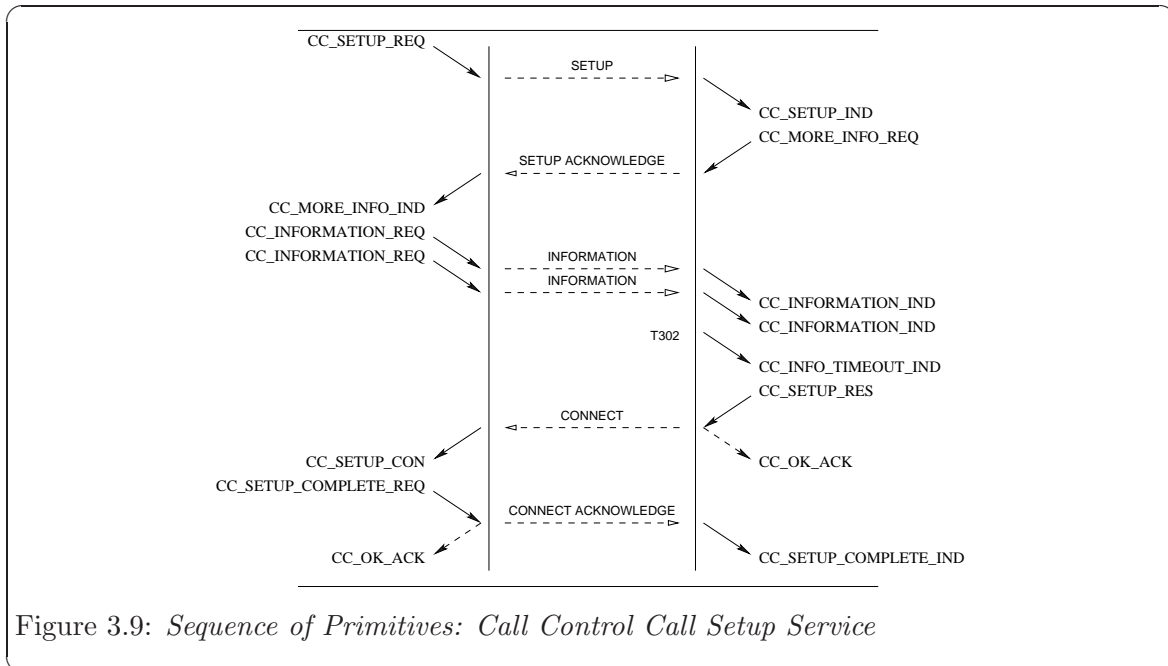 CC_SETUP_REQ
SETUP
CC_SETUP_IND
CC_MORE_INFO_REQ
SETUP ACKNOWLEDGE
CC_MORE_INFO_IND
CC_INFORMATION_REQ
CC_INFORMATION_REQ
INFORMATION
INFORMATION
CC_INFORMATION_IND
CC_INFORMATION_IND
T302
CC_INFO_TIMEOUT_IND
CC_SETUP_RES
CONNECT
CC_SETUP_CON
CC_OK_ACK
CC_SETUP_COMPLETE_REQ
CONNECT ACKNOWLEDGE
CC_OK_ACK
CC_SETUP_COMPLETE_IND
Figure 3.9: Sequence of Primitives: Call Control Call Setup Service